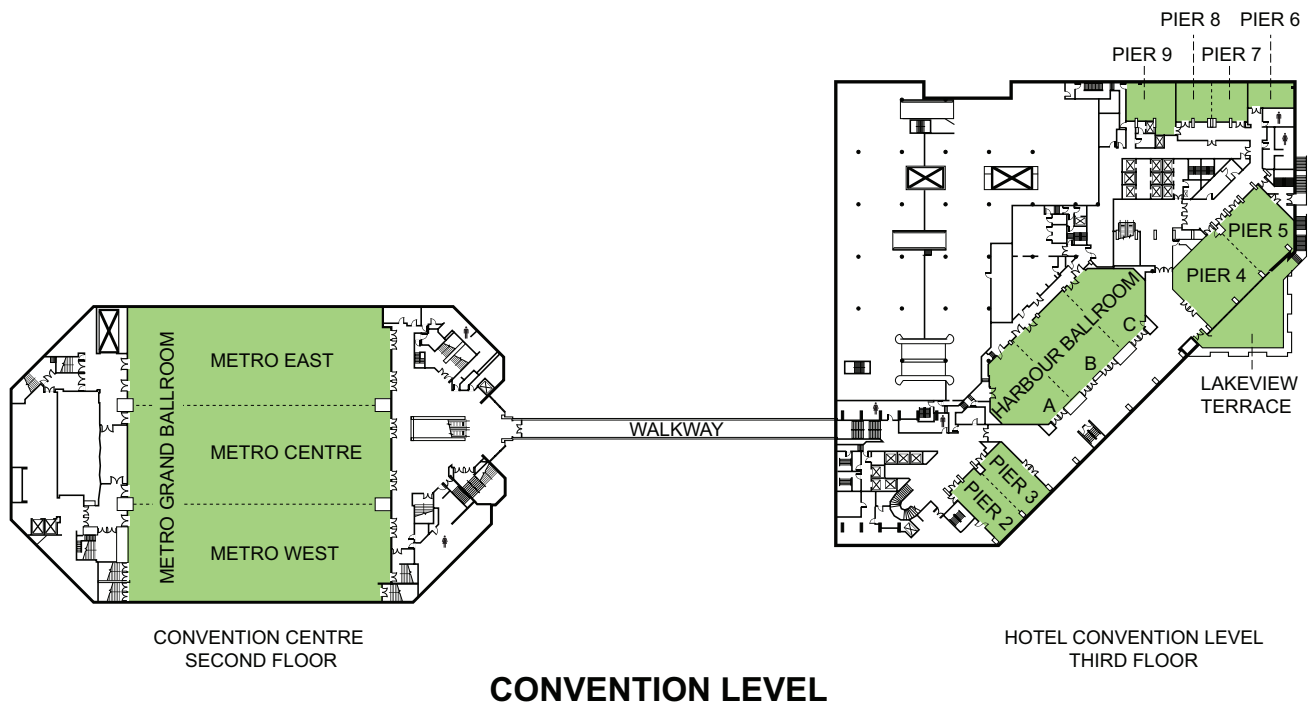 PIER 8
PIER 6
PIER 9
PIER 7
PIER 5
PIER 4
HARBOUR BALLROOM
C
B
A
LAKEVIEW
TERRACE
PIER 3
PIER 2
WALKWAY
METRO GRAND BALLROOM
METRO EAST
METRO CENTRE
METRO WEST
CONVENTION CENTRE
SECOND FLOOR
HOTEL CONVENTION LEVEL
THIRD FLOOR
CONVENTION LEVEL